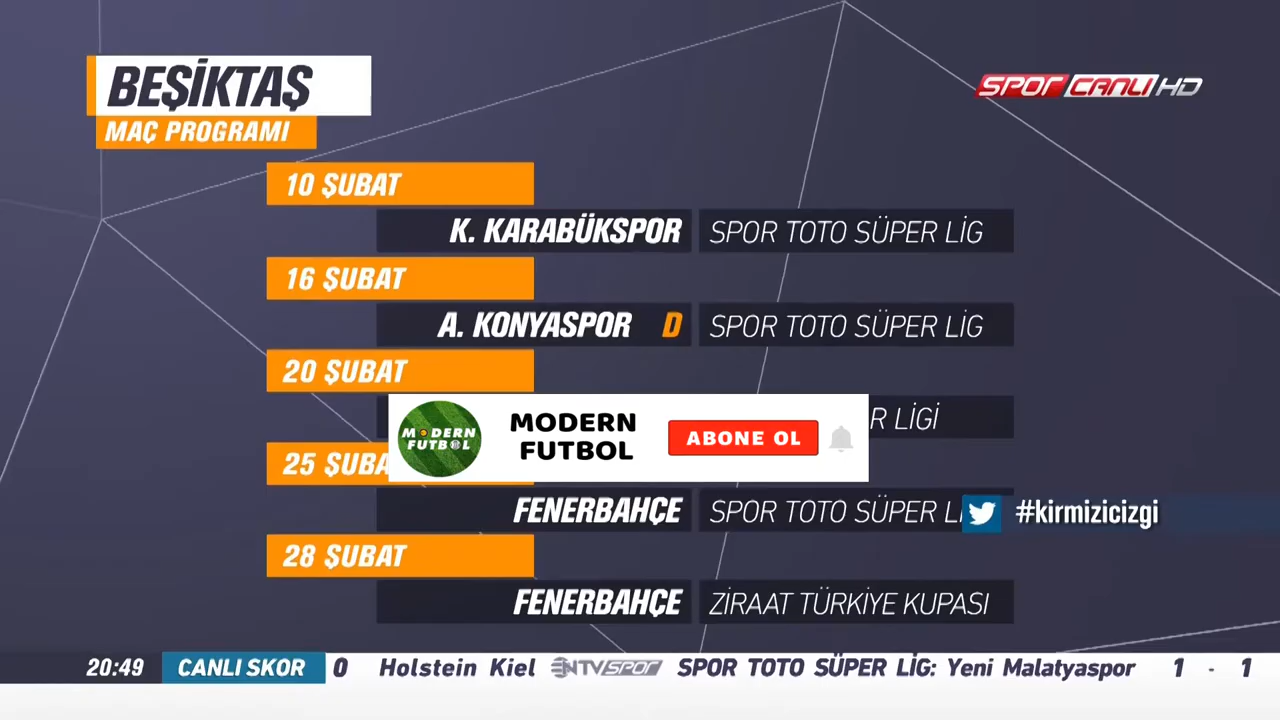 BEŞİKTAŞ
SPOR CANLI HD
MAÇ PROGRAMI
10 ŞUBAT
K. KARABÜKSPOR SPOR TOTO SÜPER LİG
16 ŞUBAT
A. KONYASPOR D SPOR TOTO SÜPER LİG
20 ŞUBAT
R LİGİ
MODERN FUTBOL
MODERN
FUTBOL
ABONE OL
25 ŞUBA
FENERBAHÇE SPOR TOTO SÜPER L
#kirmizicizgi
28 ŞUBAT
FENERBAHÇE ZİRAAT TÜRKİYE KUPASI
20:49 CANLI SKOR 0 Holstein Kiel NTVSPOR SPOR TOTO SÜPER LİG: Yeni Malatyaspor 1 - 1